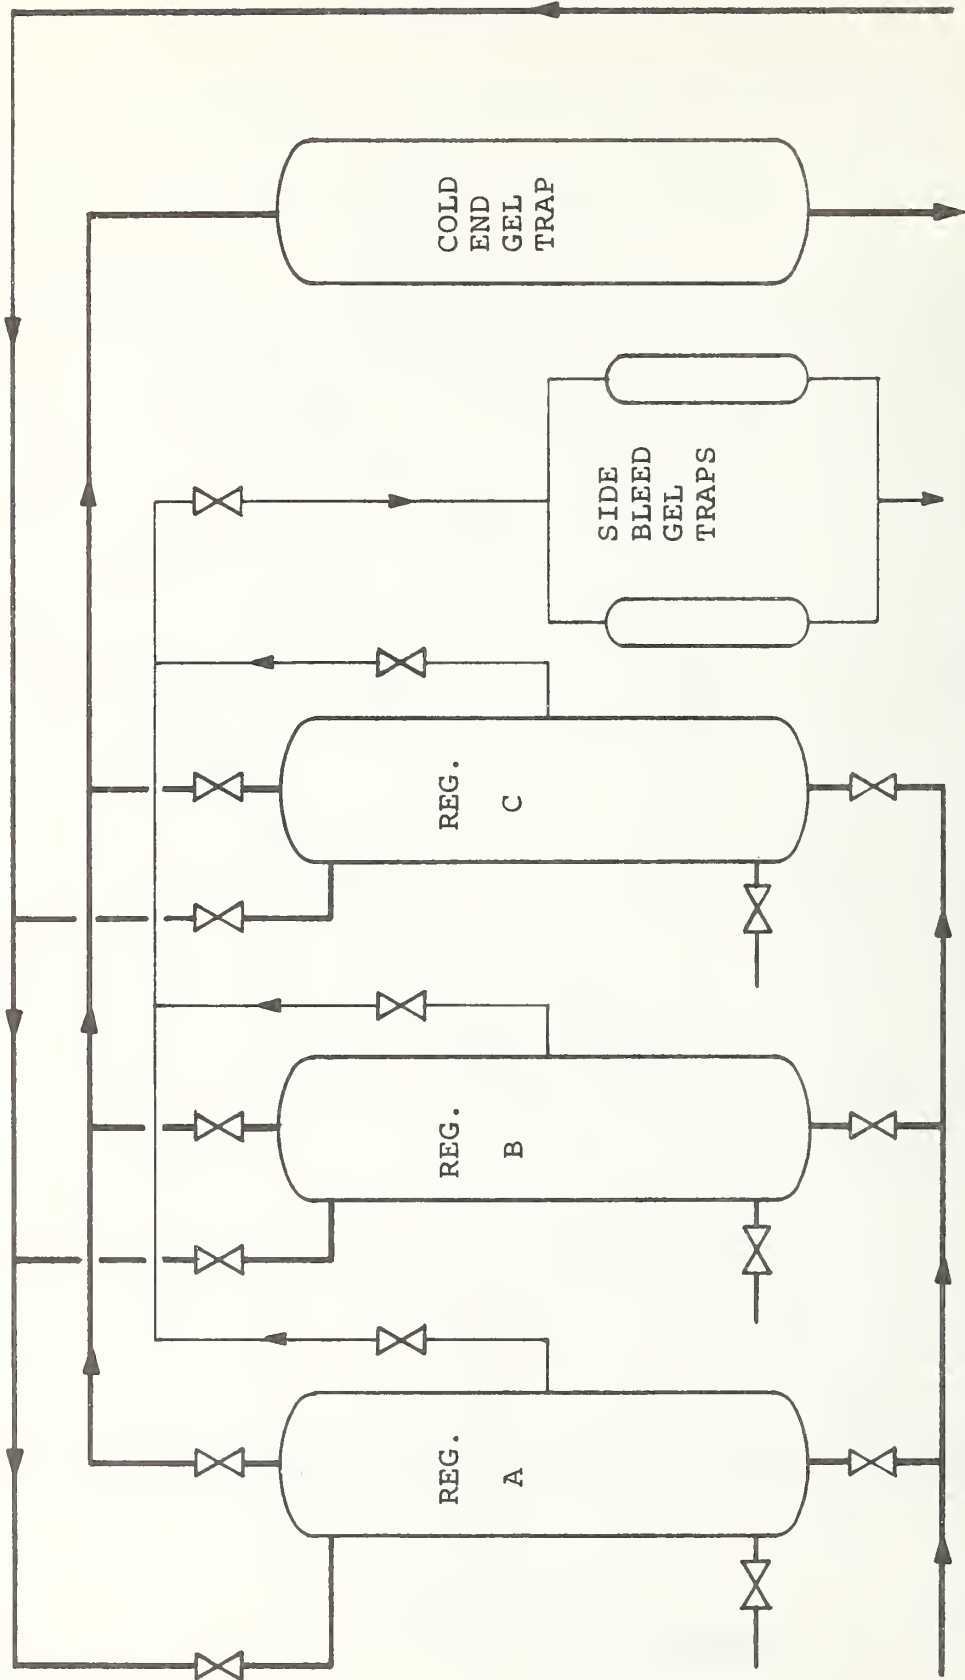 REG.
A
REG.
B
REG.
C
SIDE
BLEED
GEL
TRAPS
COLD
END
GEL
TRAP